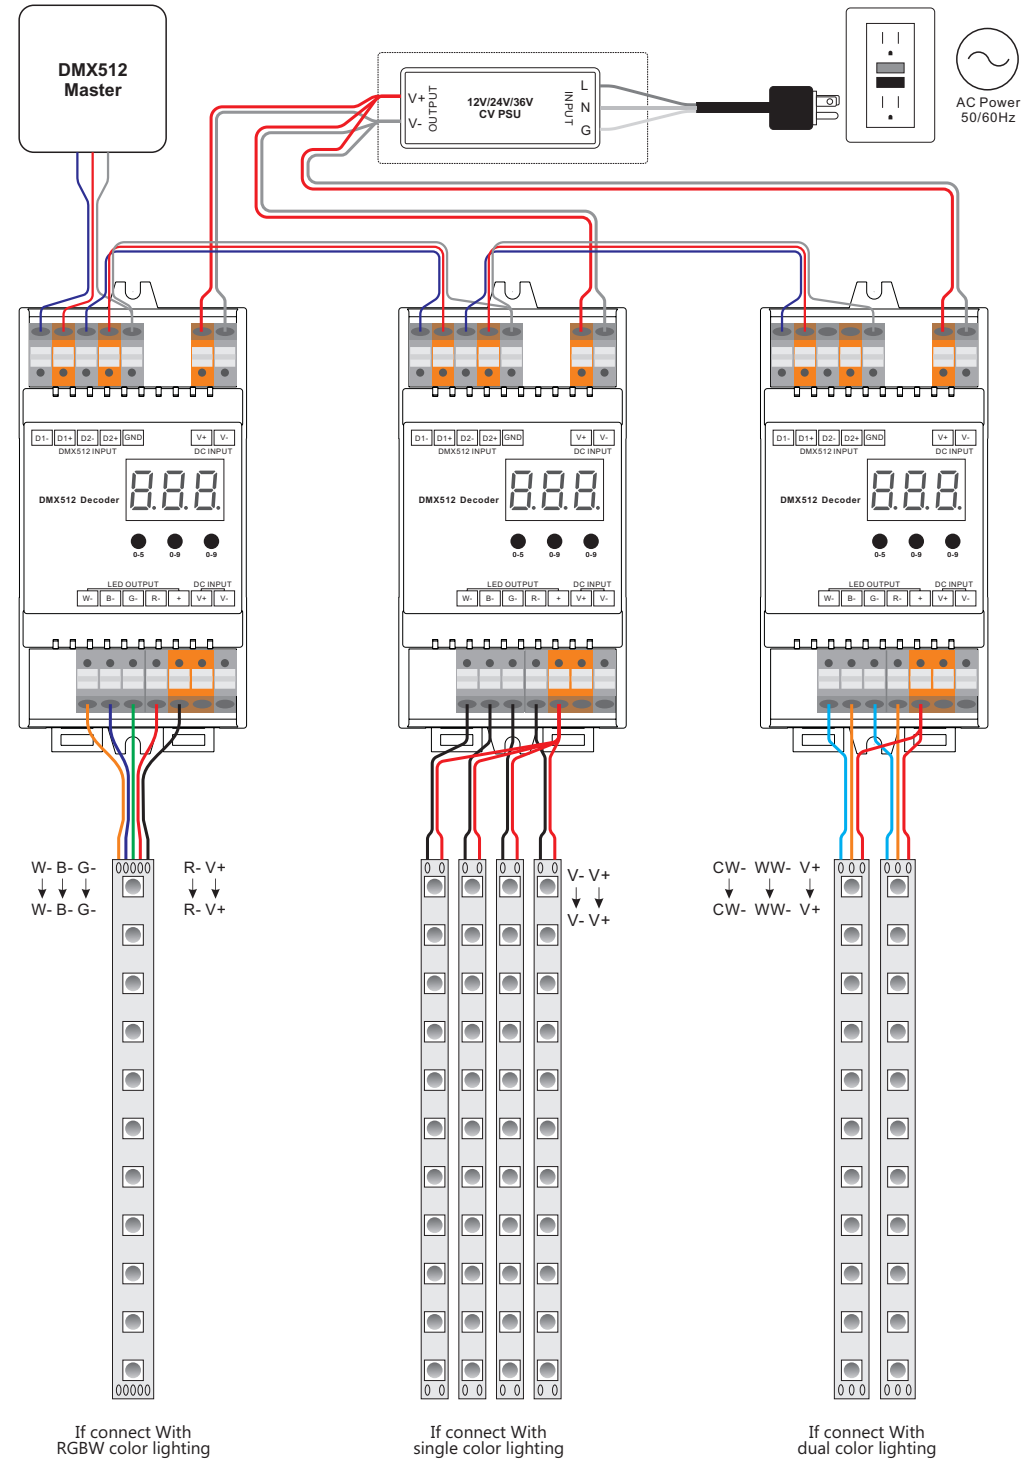 DMX512
Master
V+
V-
OUTPUT
12V/24V/36V
CV PSU
INPUT
L
N
G
AC Power
50/60Hz
D1- D1+ D2- D2+ GND V+ V-
DMX512 INPUT DC INPUT
DMX512 Decoder
0-5 0-9 0-9
LED OUTPUT DC INPUT
W- B- G- R- + V+ V-
D1- D1+ D2- D2+ GND V+ V-
DMX512 INPUT DC INPUT
DMX512 Decoder
0-5 0-9 0-9
LED OUTPUT DC INPUT
W- B- G- R- + V+ V-
D1- D1+ D2- D2+ GND V+ V-
DMX512 INPUT DC INPUT
DMX512 Decoder
0-5 0-9 0-9
LED OUTPUT DC INPUT
W- B- G- R- + V+ V-
W- B- G- R- V+
W- B- G- R- V+
V- V+
V- V+
CW- WW- V+
CW- WW- V+
If connect With
RGBW color lighting
If connect With
single color lighting
If connect With
dual color lighting